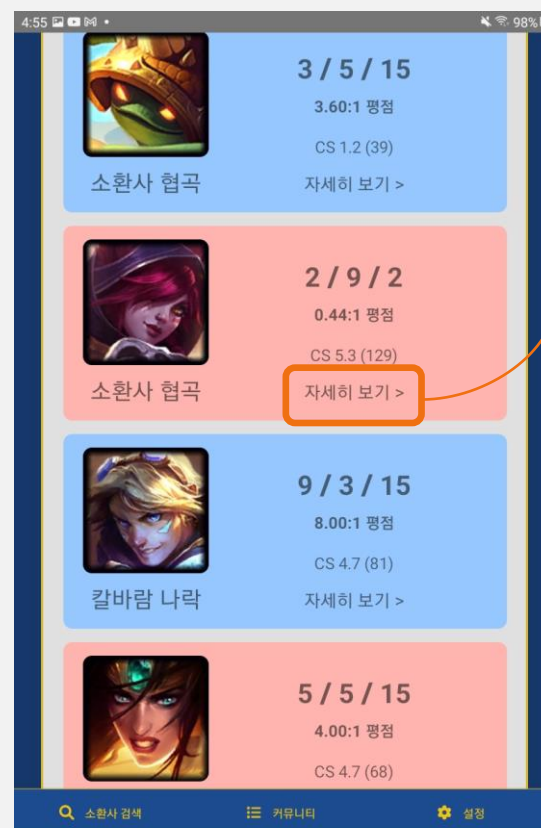 4:55
98%
3 / 5 / 15
3.60:1 평점
CS 1.2 (39)
소환사 협곡
자세히 보기 >
2 / 9 / 2
0.44:1 평점
CS 5.3 (129)
소환사 협곡
자세히 보기 >
9 / 3 / 15
8.00:1 평점
CS 4.7 (81)
칼바람 나락
자세히 보기 >
5 / 5 / 15
4.00:1 평점
CS 4.7 (68)
소환사 검색
커뮤니티
설정